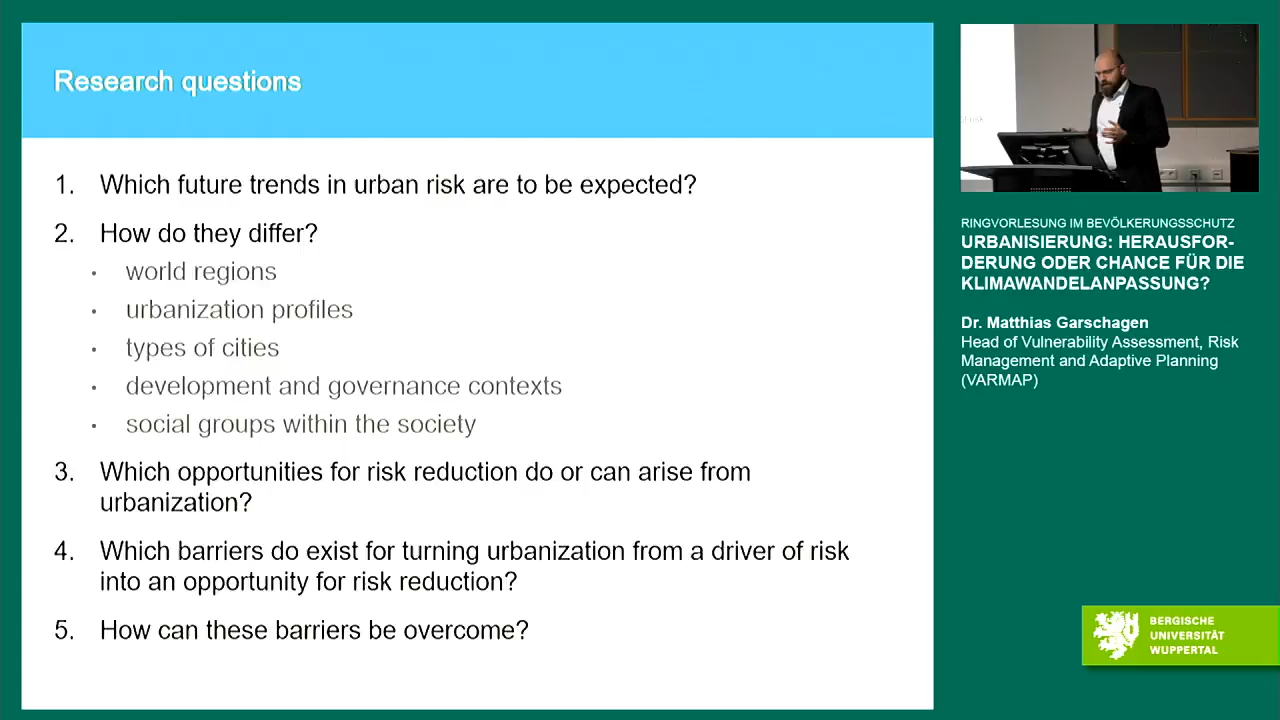 Research questions
1. Which future trends in urban risk are to be expected?
2. How do they differ?
• world regions
• urbanization profiles
• types of cities
• development and governance contexts
• social groups within the society
3. Which opportunities for risk reduction do or can arise from
urbanization?
4. Which barriers do exist for turning urbanization from a driver of risk
into an opportunity for risk reduction?
5. How can these barriers be overcome?
RINGVORLESUNG IM BEVÖLKERUNGSSCHUTZ
URBANISIERUNG: HERAUSFOR-
DERUNG ODER CHANCE FÜR DIE
KLIMAWANDELANPASSUNG?
Dr. Matthias Garschagen
Head of Vulnerability Assessment, Risk
Management and Adaptive Planning
(VARMAP)
BERGISCHE
UNIVERSITÄT
WUPPERTAL